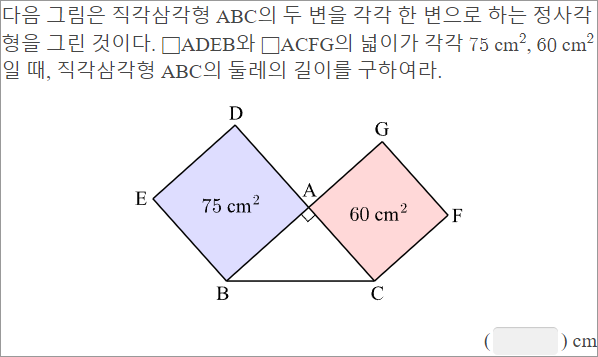 다음 그림은 직각삼각형 ABC의 두 변을 각각 한 변으로 하는 정사각
형을 그린 것이다. □ADEB와 □ACFG의 넓이가 각각 75 cm², 60 cm²
일 때, 직각삼각형 ABC의 둘레의 길이를 구하여라.
D
G
E
A
F
75 cm²
60 cm²
B
C
( ) cm